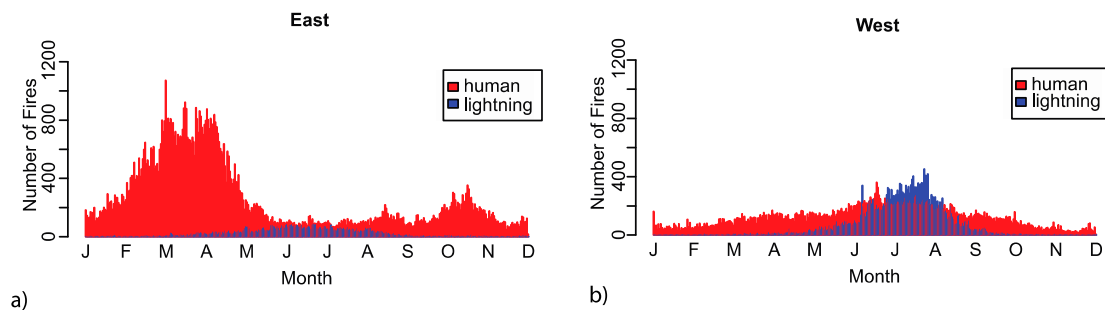 East
Number of Fires
0
400
800
1200
human
lightning
J F M A M J J A S O N D
Month
a)
West
Number of Fires
0
400
800
1200
human
lightning
J F M A M J J A S O N D
Month
b)